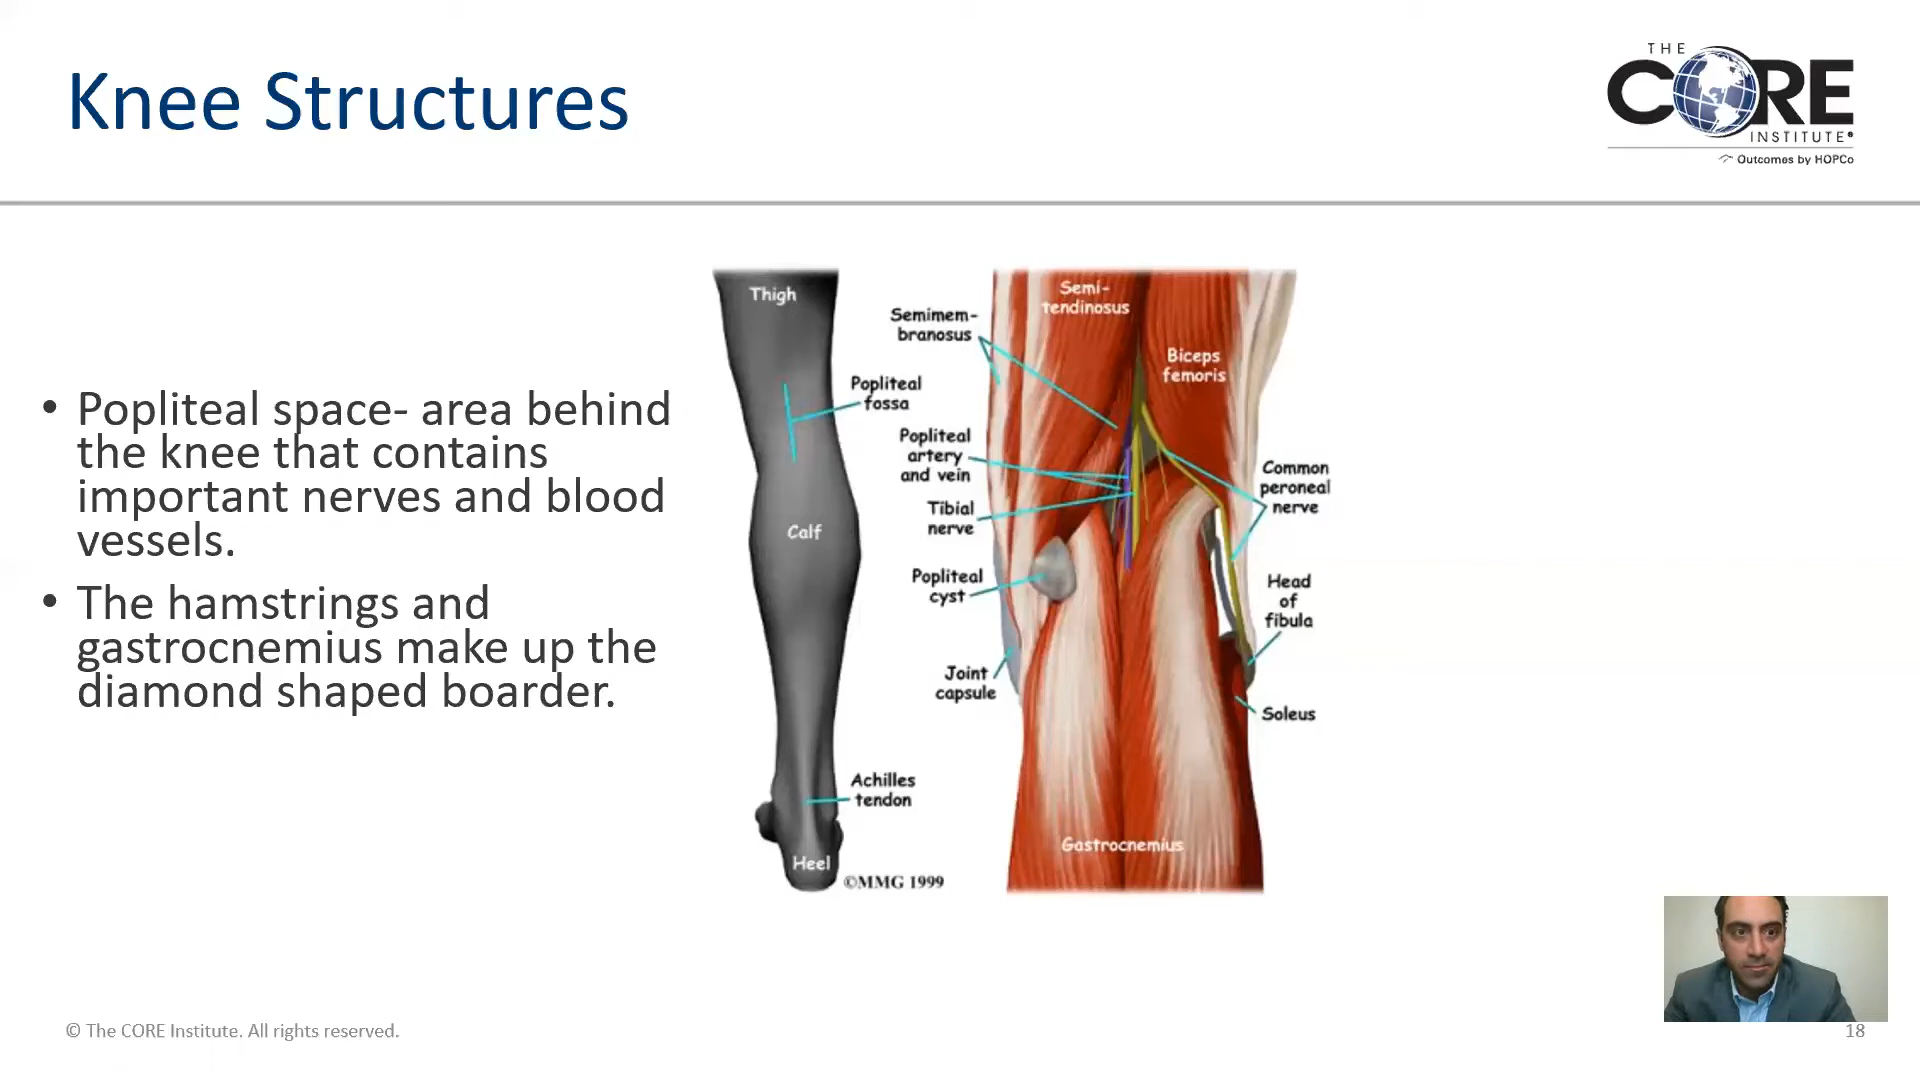 Knee Structures
THE
CORE
INSTITUTE®
Outcomes by HOPCo
• Popliteal space- area behind
the knee that contains
important nerves and blood
vessels.
• The hamstrings and
gastrocnemius make up the
diamond shaped boarder.
Thigh
Popliteal
fossa
Calf
Achilles
tendon
Heel
©MMG 1999
Semimem-
branosus
Semi-
tendinosus
Biceps
femoris
Popliteal
artery
and vein
Tibial
nerve
Popliteal
cyst
Joint
capsule
Common
peroneal
nerve
Head
of
fibula
Soleus
Gastrocnemius
© The CORE Institute. All rights reserved.
18